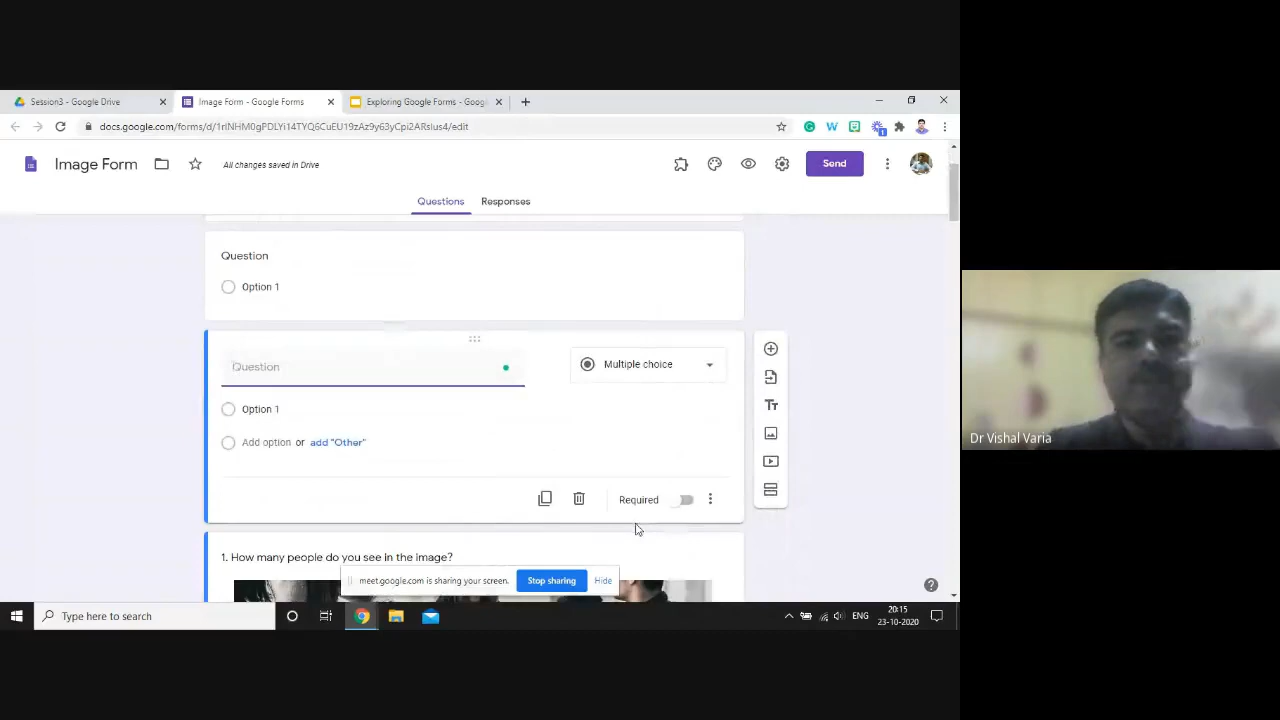 Session3 - Google Drive
Image Form - Google Forms
Exploring Google Forms - Goog
docs.google.com/forms/d/1rINHM0gPDLYi14TYQ6CuEU19zAz9y63yCpi2ARsIus4/edit
W
1
Image Form
All changes saved in Drive
Send
Questions
Responses
Question
Option 1
Question
Multiple choice
Option 1
Add option or add "Other"
Required
Tт
Dr Vishal Varia
1. How many people do you see in the image?
meet.google.com is sharing your screen.
Stop sharing
Hide
Type here to search
ENG
20:15
23-10-2020